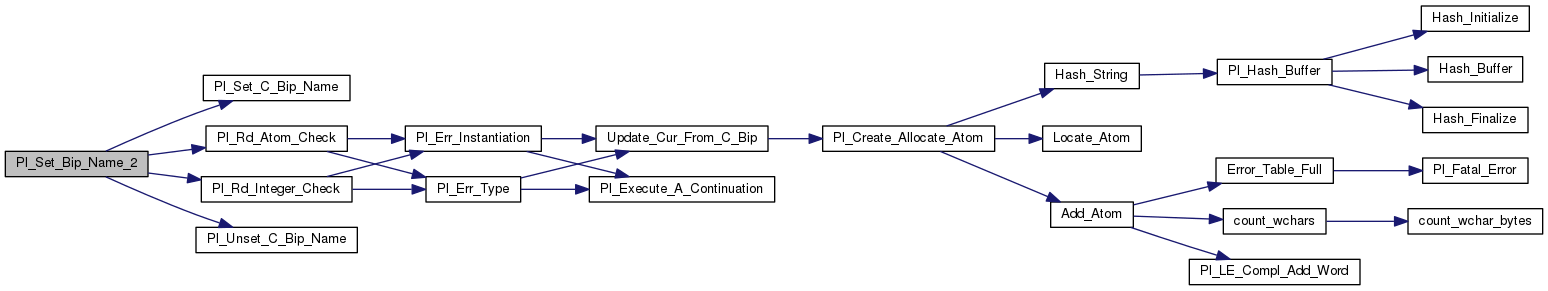 Pl_Set_Bip_Name_2
Pl_Set_C_Bip_Name
Pl_Rd_Atom_Check
Pl_Rd_Integer_Check
Pl_Unset_C_Bip_Name
Pl_Err_Instantiation
Pl_Err_Type
Update_Cur_From_C_Bip
Pl_Execute_A_Continuation
Pl_Create_Allocate_Atom
Hash_String
Locate_Atom
Add_Atom
Pl_Hash_Buffer
Error_Table_Full
count_wchars
Pl_LE_Compl_Add_Word
Hash_Initialize
Hash_Buffer
Hash_Finalize
Pl_Fatal_Error
count_wchar_bytes